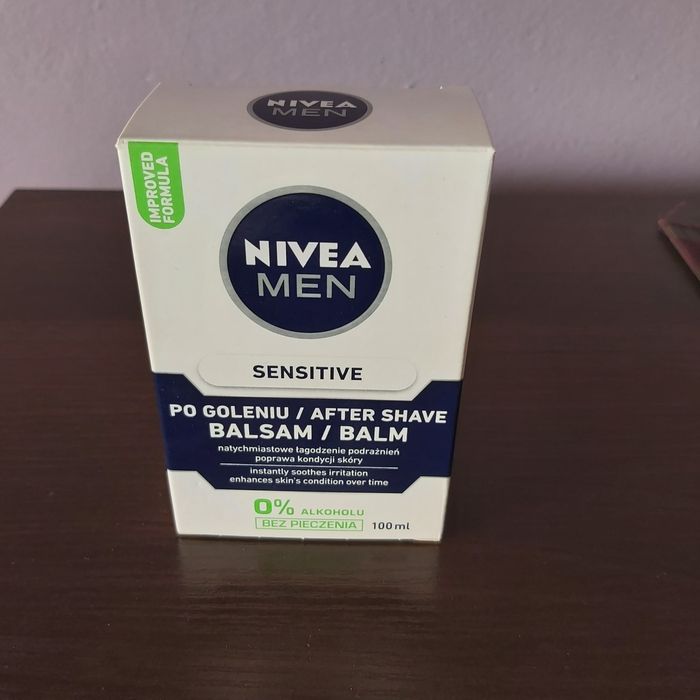 NIVEA
MEN
IMPROVED
FORMULA
NIVEA
MEN
SENSITIVE
PO GOLENIU / AFTER SHAVE
BALSAM / BALM
natychmiastowe łagodzenie podrażnień
poprawa kondycji skóry
instantly soothes irritation
enhances skin's condition over time
0% ALKOHOLU
BEZ PIECZENIA 100 ml